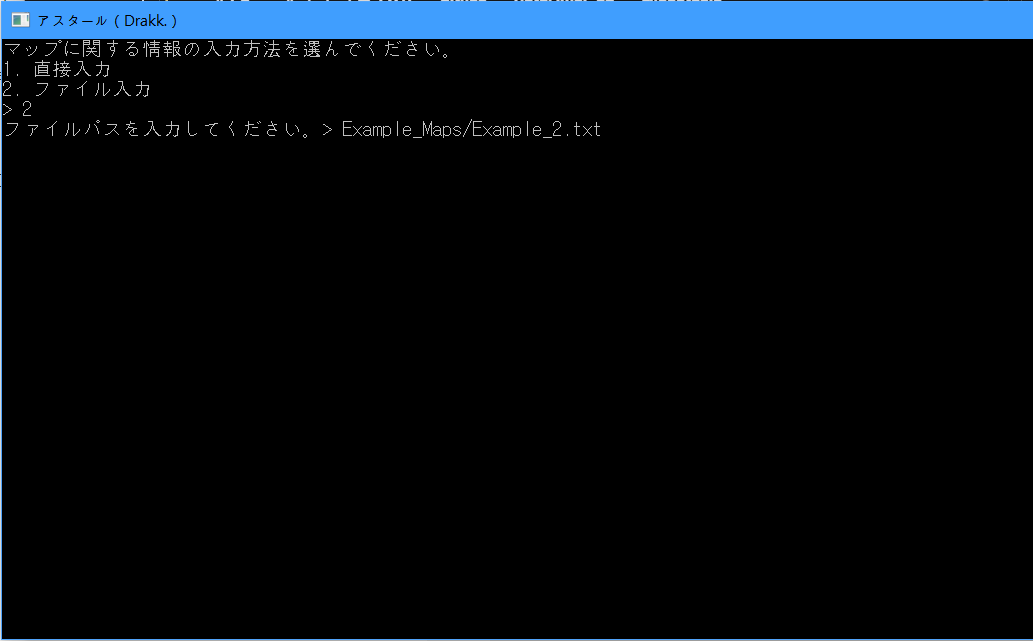 アスタール ( Drakk. )
マップに関する情報の入力方法を選んでください。
1. 直接入力
2. ファイル入力
> 2
ファイルパスを入力してください。> Example_Maps/Example_2.txt